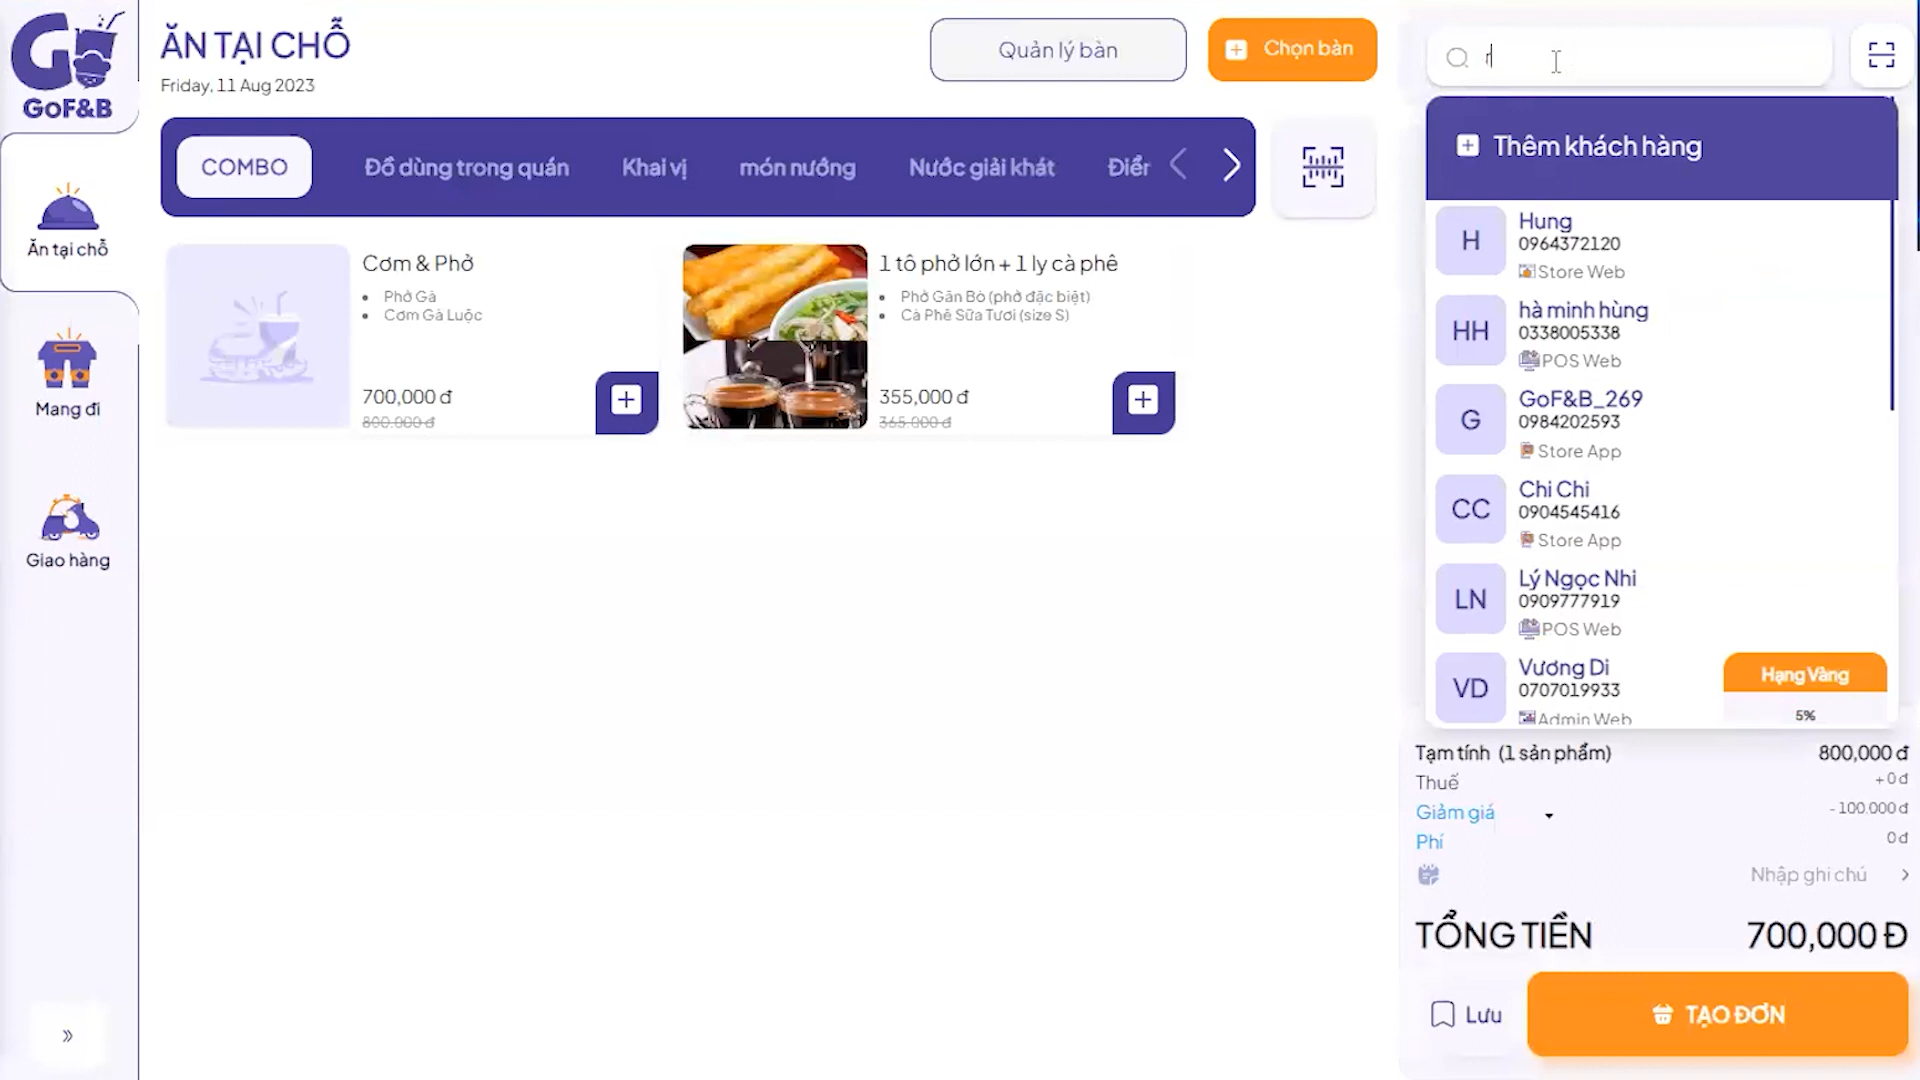 GoF&B
ĂN TẠI CHỖ
Friday, 11 Aug 2023
Quản lý bàn
Chọn bàn
COMBO
Đồ dùng trong quán
Khai vị
món nướng
Nước giải khát
Điểr
Ăn tại chỗ
Mang đi
Giao hàng
Cơm & Phở
Phở Gà
Cơm Gà Luộc
700,000 đ
800.000 đ
1 tô phở lớn + 1 ly cà phê
Phở Gân Bò (phở đặc biệt)
Cà Phê Sữa Tươi (size S)
355,000 đ
365.000 đ
r
Thêm khách hàng
H
Hung
0964372120
Store Web
HH
hà minh hùng
0338005338
POS Web
G
GoF&B_269
0984202593
Store App
CC
Chi Chi
0904545416
Store App
LN
Lý Ngọc Nhi
0909777919
POS Web
VD
Vương Di
0707019933
Admin Web
Hạng Vàng
5%
Tạm tính (1 sản phẩm) 800,000 đ
Thuế + 0 đ
Giảm giá - 100.000 đ
Phí 0 đ
Nhập ghi chú
TỔNG TIỀN 700,000 Đ
Lưu
TẠO ĐƠN